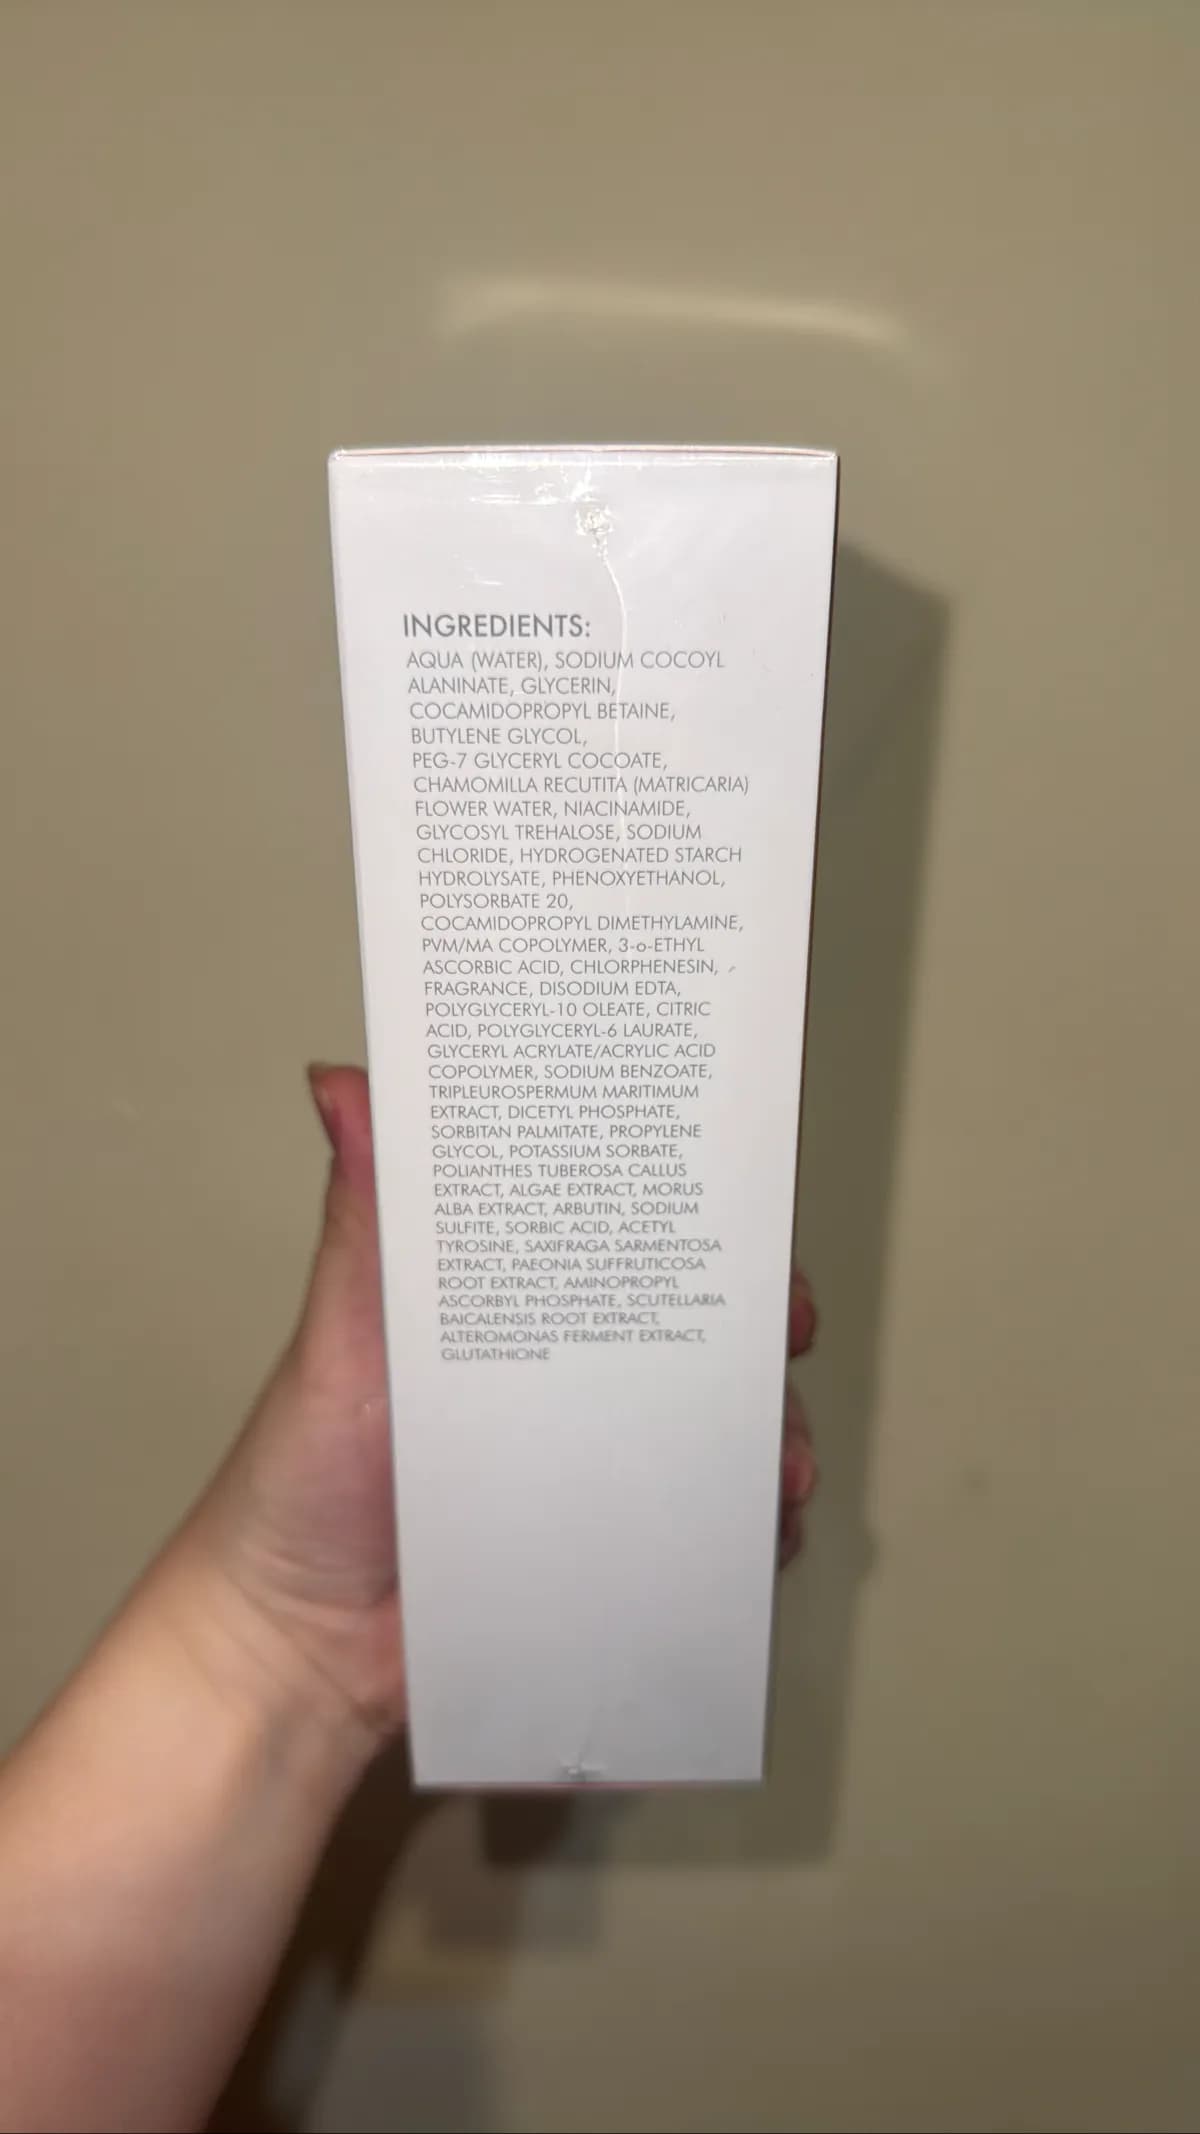 INGREDIENTS:
AQUA (WATER), SODIUM COCOYL
ALANINATE, GLYCERIN,
COCAMIDOPROPYL BETAINE,
BUTYLENE GLYCOL,
PEG-7 GLYCERYL COCOATE,
CHAMOMILLA RECUTITA (MATRICARIA)
FLOWER WATER, NIACINAMIDE,
GLYCOSYL TREHALOSE, SODIUM
CHLORIDE, HYDROGENATED STARCH
HYDROLYSATE, PHENOXYETHANOL,
POLYSORBATE 20,
COCAMIDOPROPYL DIMETHYLAMINE,
PVM/MA COPOLYMER, 3-o-ETHYL
ASCORBIC ACID, CHLORPHENESIN,
FRAGRANCE, DISODIUM EDTA,
POLYGLYCERYL-10 OLEATE, CITRIC
ACID, POLYGLYCERYL-6 LAURATE,
GLYCERYL ACRYLATE/ACRYLIC ACID
COPOLYMER, SODIUM BENZOATE,
TRIPLEUROSPERMUM MARITIMUM
EXTRACT, DICETYL PHOSPHATE,
SORBITAN PALMITATE, PROPYLENE
GLYCOL, POTASSIUM SORBATE,
POLIANTHES TUBEROSA CALLUS
EXTRACT, ALGAE EXTRACT, MORUS
ALBA EXTRACT, ARBUTIN, SODIUM
SULFITE, SORBIC ACID, ACETYL
TYROSINE, SAXIFRAGA SARMENTOSA
EXTRACT, PAEONIA SUFFRUTICOSA
ROOT EXTRACT, AMINOPROPYL
ASCORBYL PHOSPHATE, SCUTELLARIA
BAICALENSIS ROOT EXTRACT,
ALTEROMONAS FERMENT EXTRACT,
GLUTATHIONE